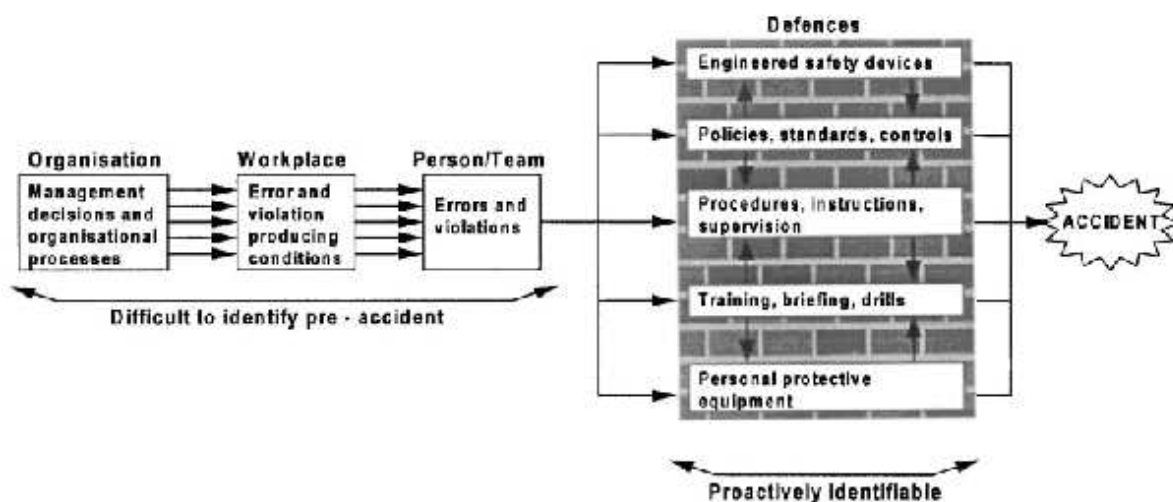 Defences
Engineered safety devices
Policies, standards, controls
Organisation
Workplace
Person/Team
Management
decisions and
organisational
processes
Error and
violation
producing
conditions
Errors and
violations
Procedures, instructions,
supervision
ACCIDENT
Training, briefing, drills
Difficult to identify pre - accident
Personal protective
equipment
Proactively Identifiable